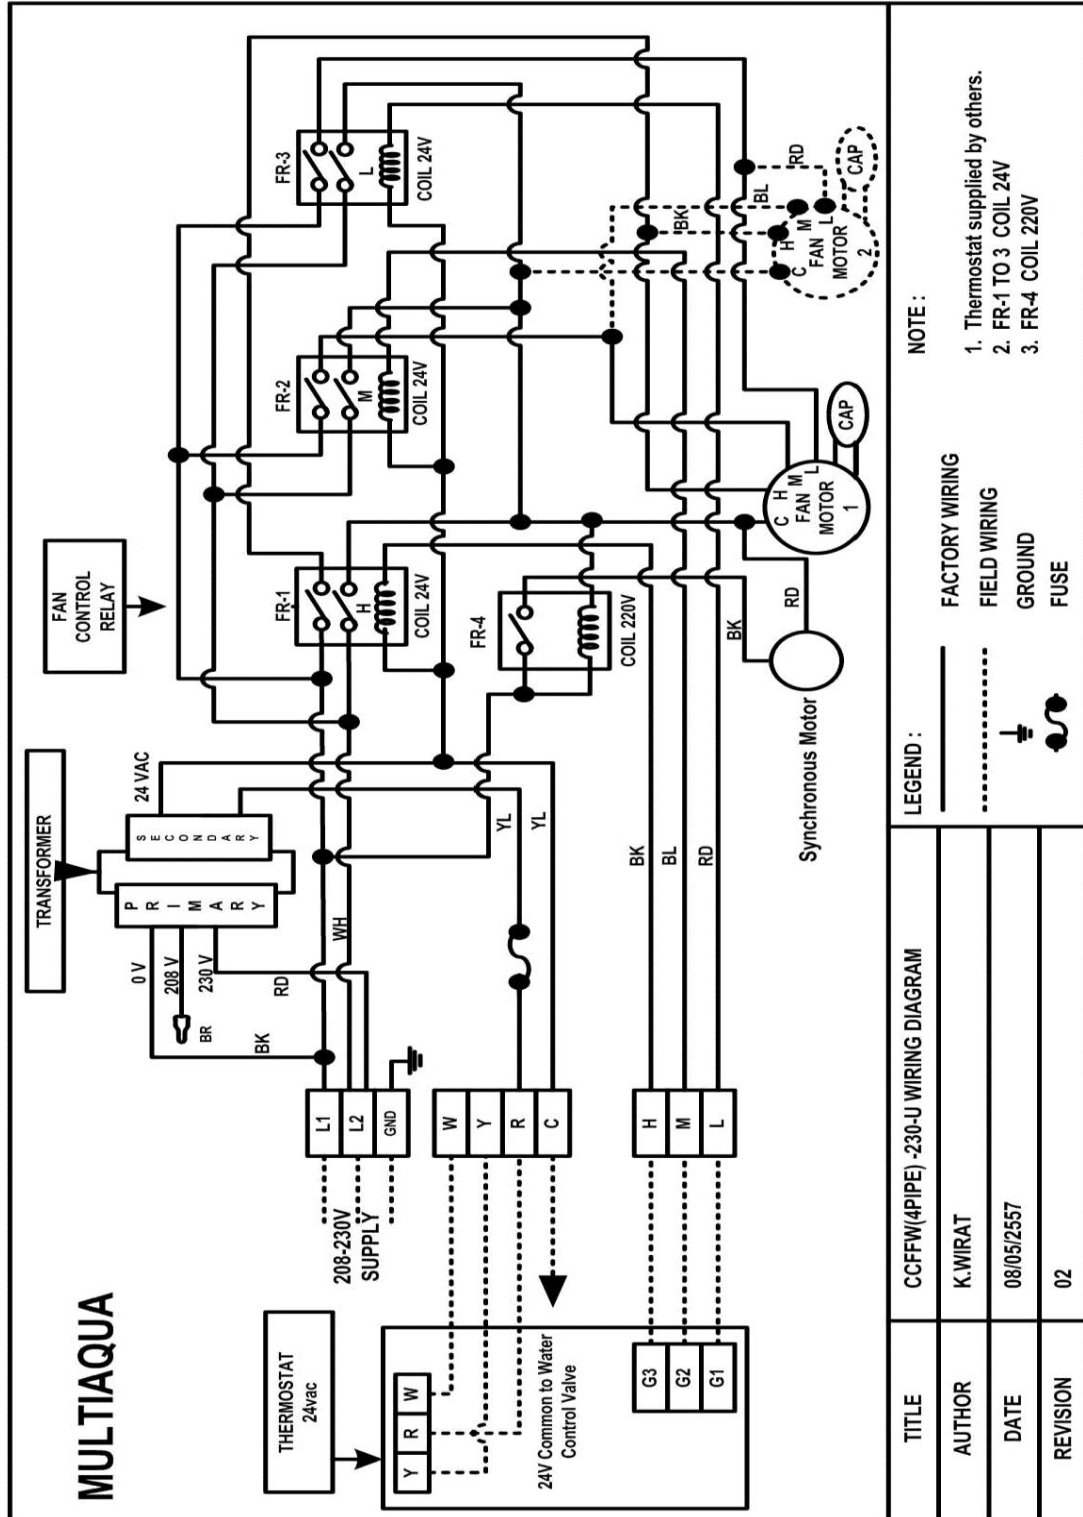 MULTIAQUA
THERMOSTAT
24vac
TRANSFORMER
FAN
CONTROL
RELAY
P R I M A R Y
S E C O N D A R Y
0 V
208 V
230 V
24 VAC
BR
BK
RD
WH
FR-1
H
COIL 24V
FR-2
M
COIL 24V
FR-3
L
COIL 24V
FR-4
COIL 220V
208-230V
SUPPLY
L1
L2
GND
W
Y
R
C
YL
YL
H
M
L
BK
BL
RD
Y R W
24V Common to Water
Control Valve
G3
G2
G1
Synchronous Motor
BK
RD
C H M L
FAN
MOTOR
1
CAP
BK
BL
RD
C H M L
FAN
MOTOR
2
CAP
TITLE
CCFFW(4PIPE) -230-U WIRING DIAGRAM
AUTHOR
K.WIRAT
DATE
08/05/2557
REVISION
02
LEGEND :
FACTORY WIRING
FIELD WIRING
GROUND
FUSE
NOTE :
1. Thermostat supplied by others.
2. FR-1 TO 3 COIL 24V
3. FR-4 COIL 220V